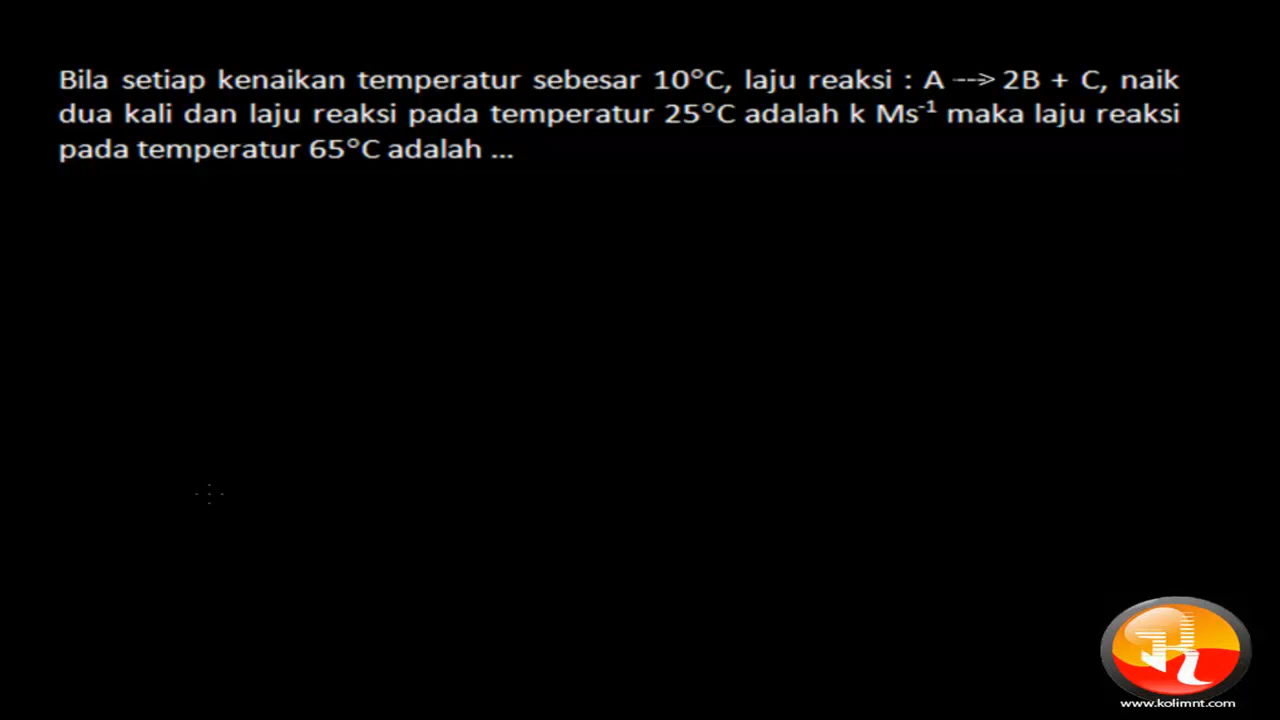 Bila setiap kenaikan temperatur sebesar 10°C, laju reaksi : A ---> 2B + C, naik
dua kali dan laju reaksi pada temperatur 25°C adalah k Ms⁻¹ maka laju reaksi
pada temperatur 65°C adalah ...
www.kolimnt.com